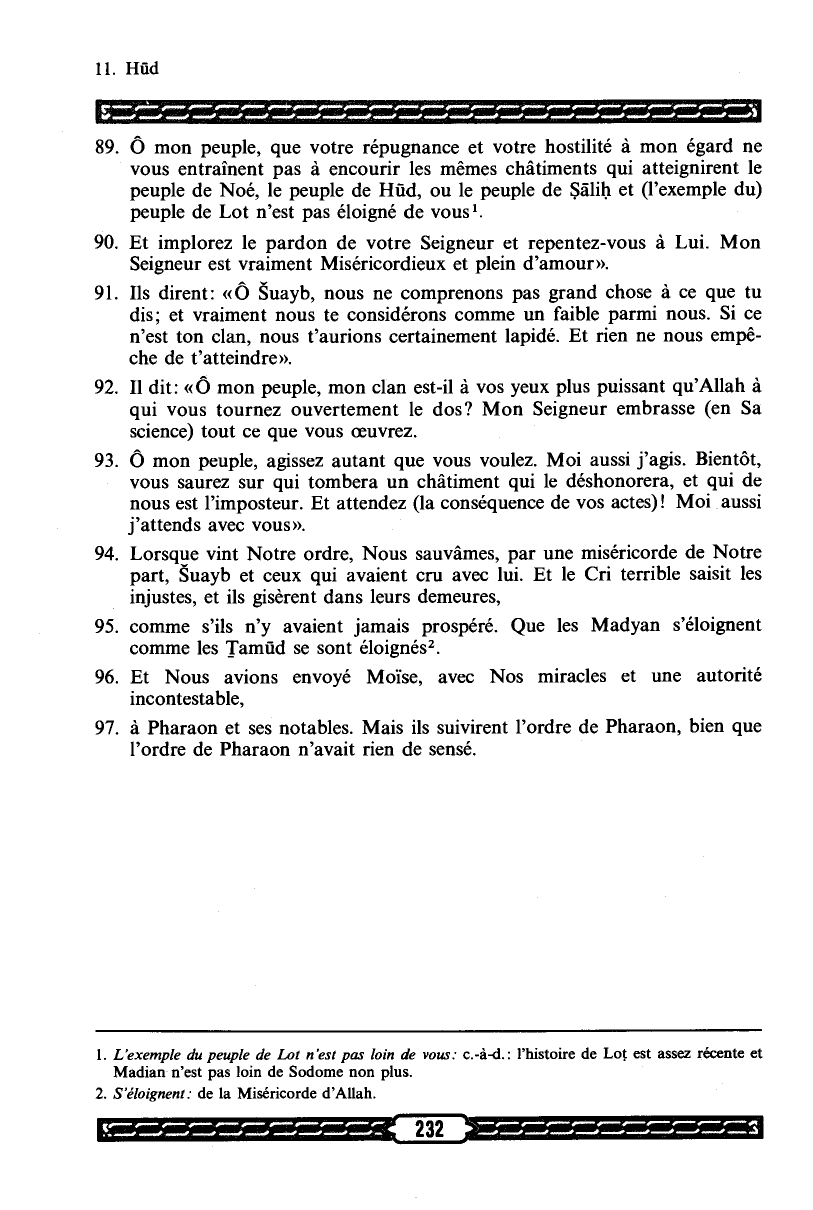 11. Hūd
89. Ô mon peuple, que votre répugnance et votre hostilité à mon égard ne
vous entraînent pas à encourir les mêmes châtiments qui atteignirent le
peuple de Noé, le peuple de Hūd, ou le peuple de Ṣāliḥ et (l'exemple du)
peuple de Lot n'est pas éloigné de vous¹.
90. Et implorez le pardon de votre Seigneur et repentez-vous à Lui. Mon
Seigneur est vraiment Miséricordieux et plein d'amour».
91. Ils dirent: «Ô Šuayb, nous ne comprenons pas grand chose à ce que tu
dis; et vraiment nous te considérons comme un faible parmi nous. Si ce
n'est ton clan, nous t'aurions certainement lapidé. Et rien ne nous empê-
che de t'atteindre».
92. Il dit: «Ô mon peuple, mon clan est-il à vos yeux plus puissant qu'Allah à
qui vous tournez ouvertement le dos? Mon Seigneur embrasse (en Sa
science) tout ce que vous œuvrez.
93. Ô mon peuple, agissez autant que vous voulez. Moi aussi j'agis. Bientôt,
vous saurez sur qui tombera un châtiment qui le déshonorera, et qui de
nous est l'imposteur. Et attendez (la conséquence de vos actes)! Moi aussi
j'attends avec vous».
94. Lorsque vint Notre ordre, Nous sauvâmes, par une miséricorde de Notre
part, Šuayb et ceux qui avaient cru avec lui. Et le Cri terrible saisit les
injustes, et ils gisèrent dans leurs demeures,
95. comme s'ils n'y avaient jamais prospéré. Que les Madyan s'éloignent
comme les Ṯamūd se sont éloignés².
96. Et Nous avions envoyé Moïse, avec Nos miracles et une autorité
incontestable,
97. à Pharaon et ses notables. Mais ils suivirent l'ordre de Pharaon, bien que
l'ordre de Pharaon n'avait rien de sensé.
1. L'exemple du peuple de Lot n'est pas loin de vous: c.-à-d.: l'histoire de Loṭ est assez récente et
Madian n'est pas loin de Sodome non plus.
2. S'éloignent: de la Miséricorde d'Allah.
232